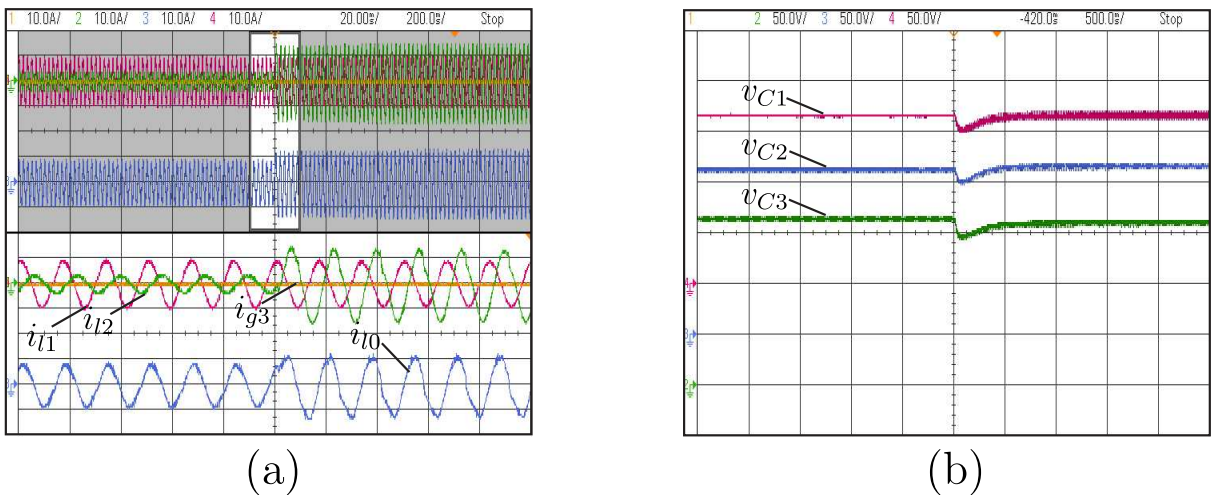 1 10.0A/ 2 10.0A/ 3 10.0A/ 4 10.0A/ 20.00s/ 200.0s/ Stop
i_{l1}
i_{l2}
i_{g3}
i_{l0}
(a)
1 2 50.0V/ 3 50.0V/ 4 50.0V/ -420.0s 500.0s/ Stop
v_{C1}
v_{C2}
v_{C3}
(b)